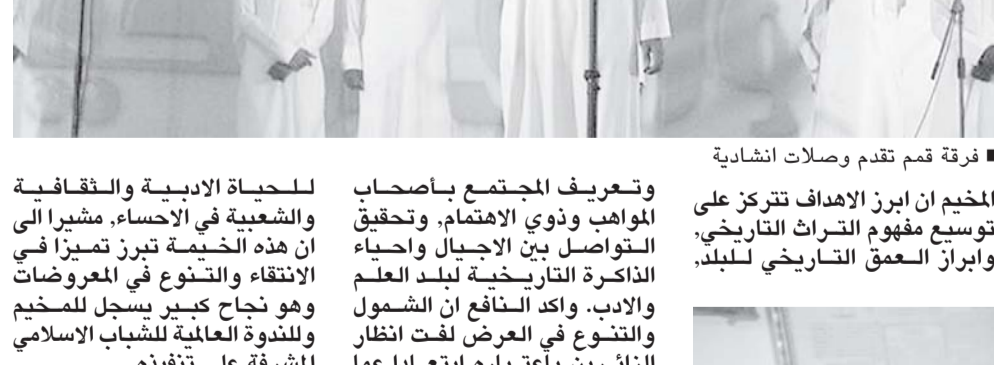 ■ فرقة قمم تقدم وصلات انشادية
المخيم ان ابرز الاهداف تتركز على
توسيع مفهوم التراث التاريخي,
وابراز العمق التاريخي للبلد,
وتعريف المجتمع بأصحاب
المواهب وذوي الاهتمام, وتحقيق
التواصل بين الاجيال واحياء
الذاكرة التاريخية لبلد العلم
والادب. واكد النافع ان الشمول
والتنوع في العرض لفت انظار
للحياة الادبية والثقافية
والشعبية في الاحساء, مشيرا الى
ان هذه الخيمة تبرز تميزا في
الانتقاء والتنوع في المعروضات
وهو نجاح كبير يسجل للمخيم
وللندوة العالمية للشباب الاسلامي